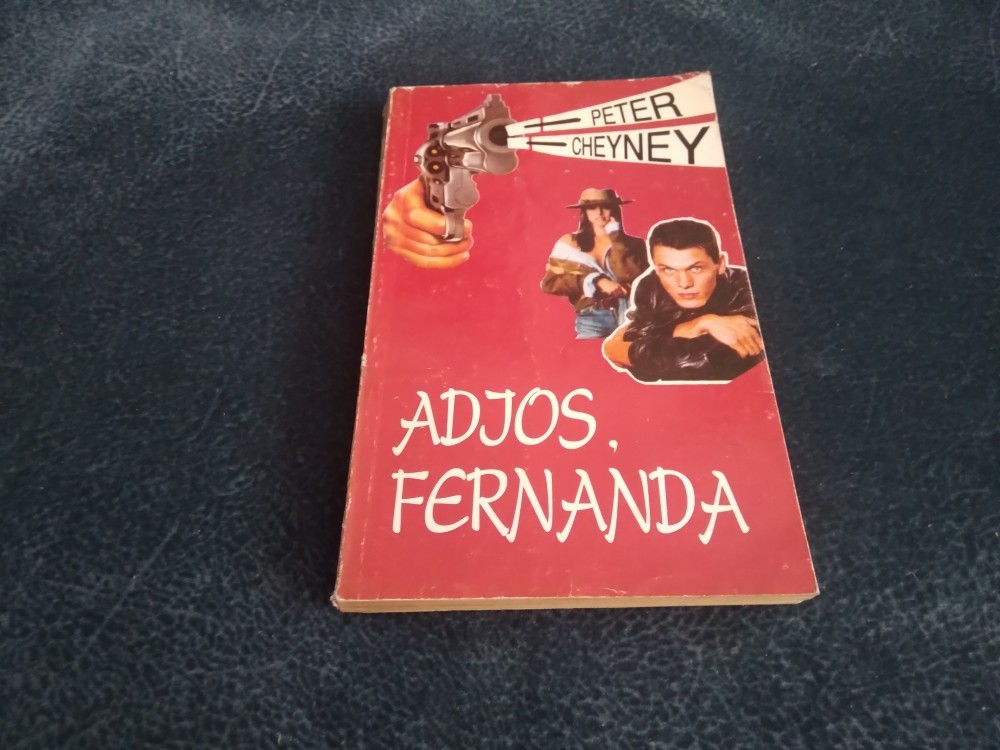 PETER
CHEYNEY
ADJOS,
FERNANDA